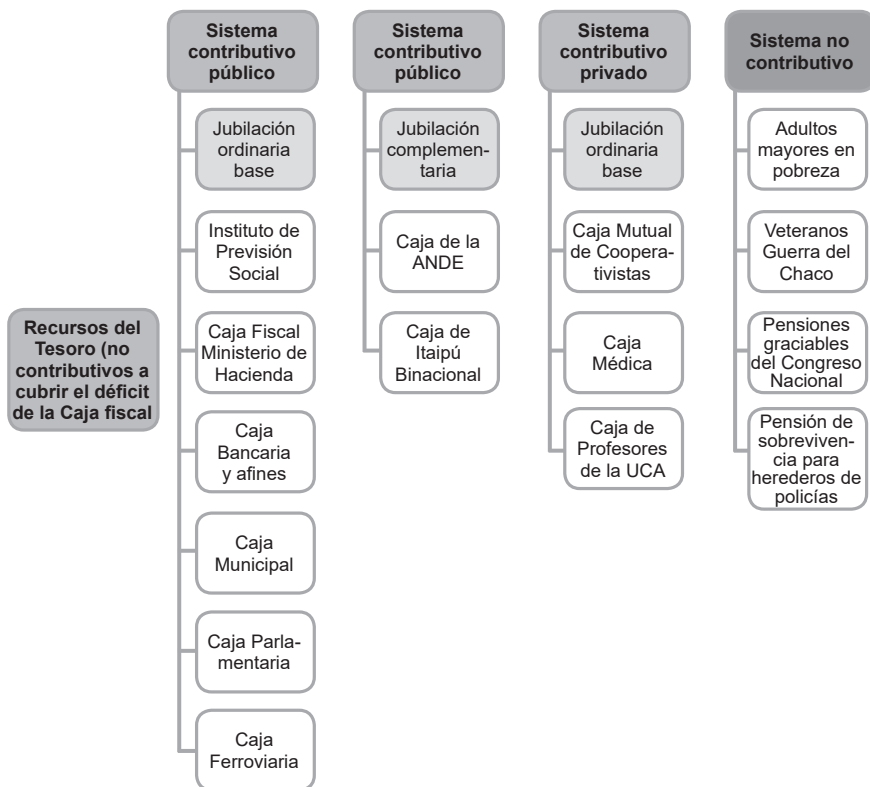 Sistema
contributivo
público
Jubilación
ordinaria
base
Instituto de
Previsión
Social
Caja Fiscal
Ministerio de
Hacienda
Caja
Bancaria
y afines
Caja
Municipal
Caja Parla-
mentaria
Caja
Ferroviaria
Recursos del
Tesoro (no
contributivos a
cubrir el déficit
de la Caja fiscal
Sistema
contributivo
público
Jubilación
complemen-
taria
Caja de la
ANDE
Caja de
Itaipú
Binacional
Sistema
contributivo
privado
Jubilación
ordinaria
base
Caja Mutual
de Coopera-
tivistas
Caja
Médica
Caja de
Profesores
de la UCA
Sistema no
contributivo
Adultos
mayores en
pobreza
Veteranos
Guerra del
Chaco
Pensiones
graciables
del Congreso
Nacional
Pensión de
sobreviven-
cia para
herederos de
policías